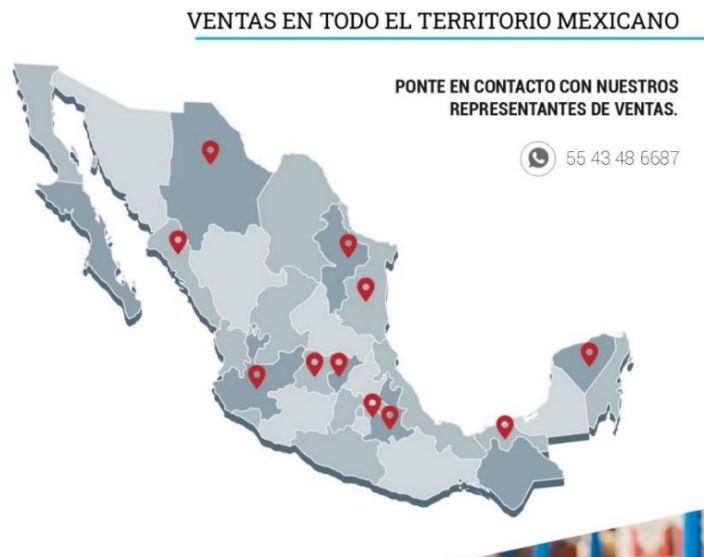 VENTAS EN TODO EL TERRITORIO MEXICANO
PONTE EN CONTACTO CON NUESTROS
REPRESENTANTES DE VENTAS.
55 43 48 6687